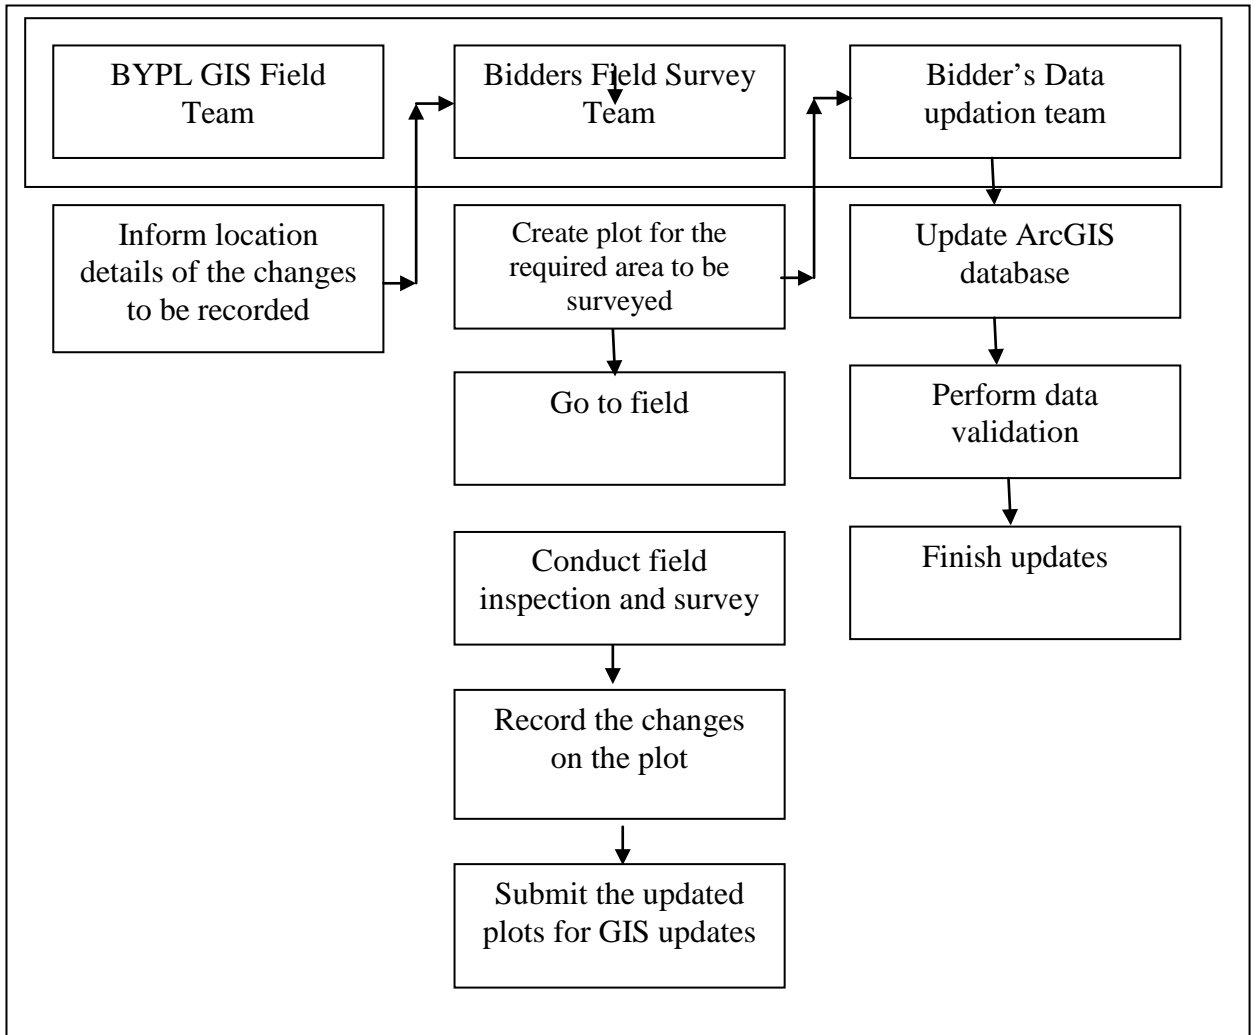 BYPL GIS Field
Team
Bidders Field Survey
Team
Bidder’s Data
updation team
Inform location
details of the changes
to be recorded
Create plot for the
required area to be
surveyed
Update ArcGIS
database
Go to field
Perform data
validation
Conduct field
inspection and survey
Finish updates
Record the changes
on the plot
Submit the updated
plots for GIS updates